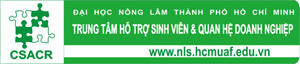 ĐẠI HỌC NÔNG LÂM THÀNH PHỐ HỒ CHÍ MINH
TRUNG TÂM HỖ TRỢ SINH VIÊN & QUAN HỆ DOANH NGHIỆP
CSACR
www.nls.hcmuaf.edu.vn